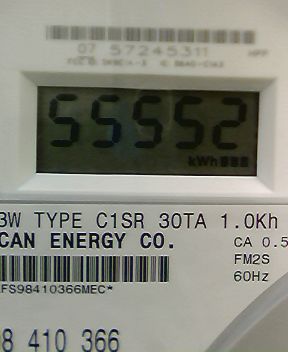 07 57245311
55552
kWh
3W TYPE C1SR 30TA 1.0Kh
CAN ENERGY CO.
CA 0.5
FM2S
60Hz
FS98410366MEC*
98 410 366